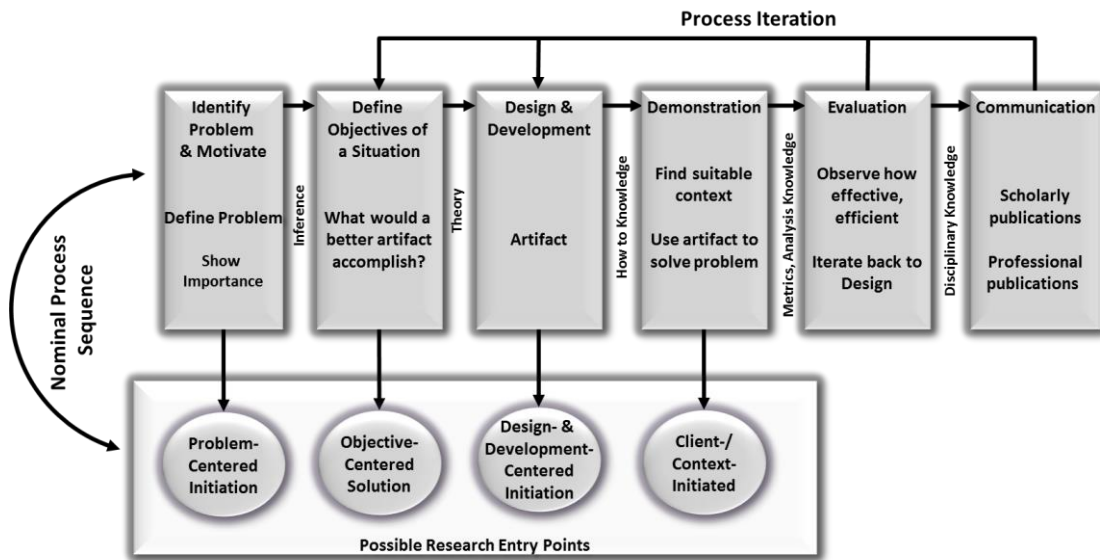 Process Iteration
Identify
Problem
& Motivate
Define Problem
Show
Importance
Inference
Define
Objectives of
a Situation
What would a
better artifact
accomplish?
Theory
Design &
Development
Artifact
How to Knowledge
Demonstration
Find suitable
context
Use artifact to
solve problem
Metrics, Analysis Knowledge
Evaluation
Observe how
effective,
efficient
Iterate back to
Design
Disciplinary Knowledge
Communication
Scholarly
publications
Professional
publications
Nominal Process
Sequence
Problem-
Centered
Initiation
Objective-
Centered
Solution
Design- &
Development-
Centered
Initiation
Client-/
Context-
Initiated
Possible Research Entry Points